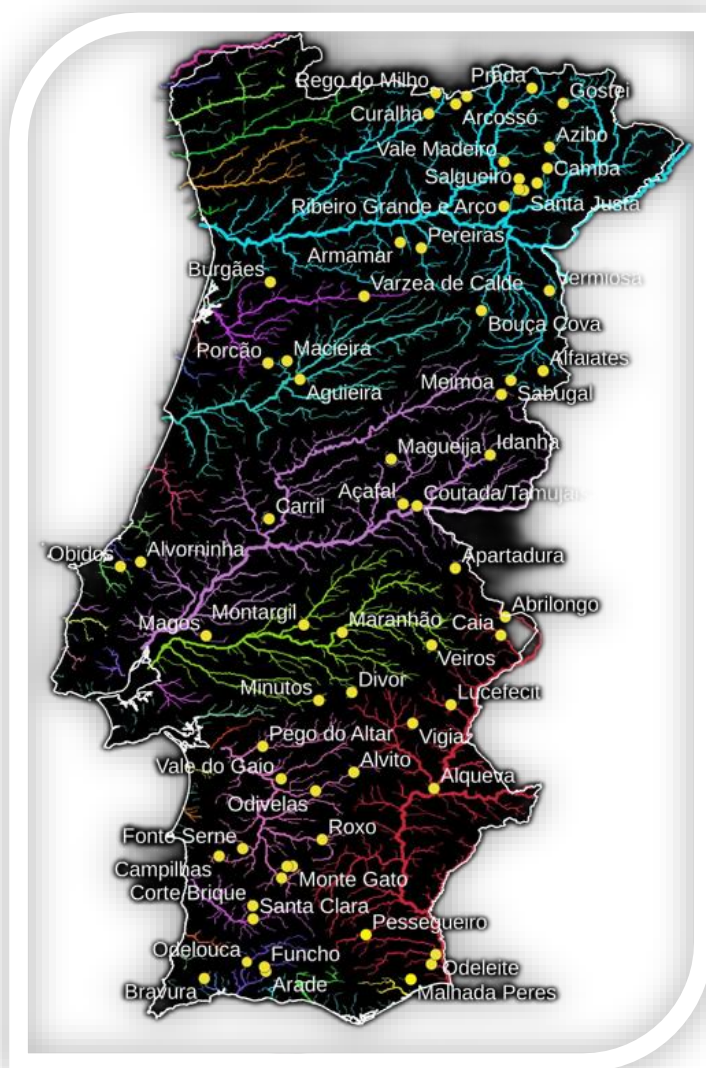 Rego do Milho
Prada
Gostei
Curalha
Arcossó
Azibo
Vale Madeiro
Camba
Salgueiro
Santa Justa
Ribeiro Grande e Arco
Pereiras
Armamar
Burgães
Varzea de Calde
Vermiosa
Bouça Cova
Porcão
Macieira
Alfaiates
Meimoa
Sabugal
Aguieira
Magueija
Idanha
Açafal
Coutada/Tamujais
Carril
Obidos
Alvorninha
Apartadura
Abrilongo
Montargil
Maranhão
Caia
Magos
Veiros
Divor
Minutos
Lucefecit
Pego do Altar
Vigia
Vale do Gaio
Alvito
Alqueva
Odivelas
Roxo
Fonte Serne
Campilhas
Monte Gato
Corte Brique
Santa Clara
Pessegueiro
Odelouca
Funcho
Odeleite
Arade
Bravura
Malhada Peres